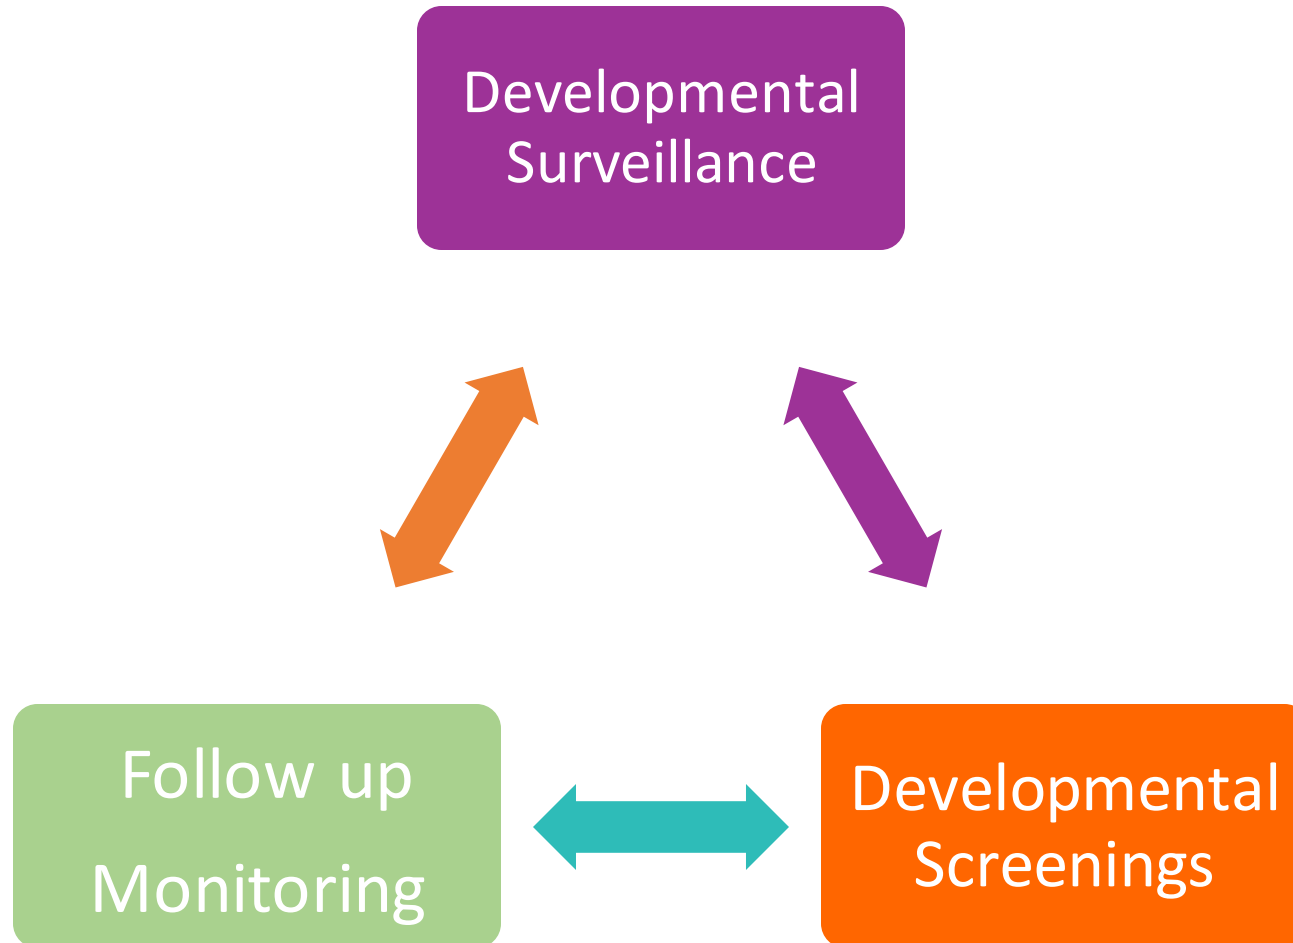 Developmental
Surveillance
Follow up
Monitoring
Developmental
Screenings